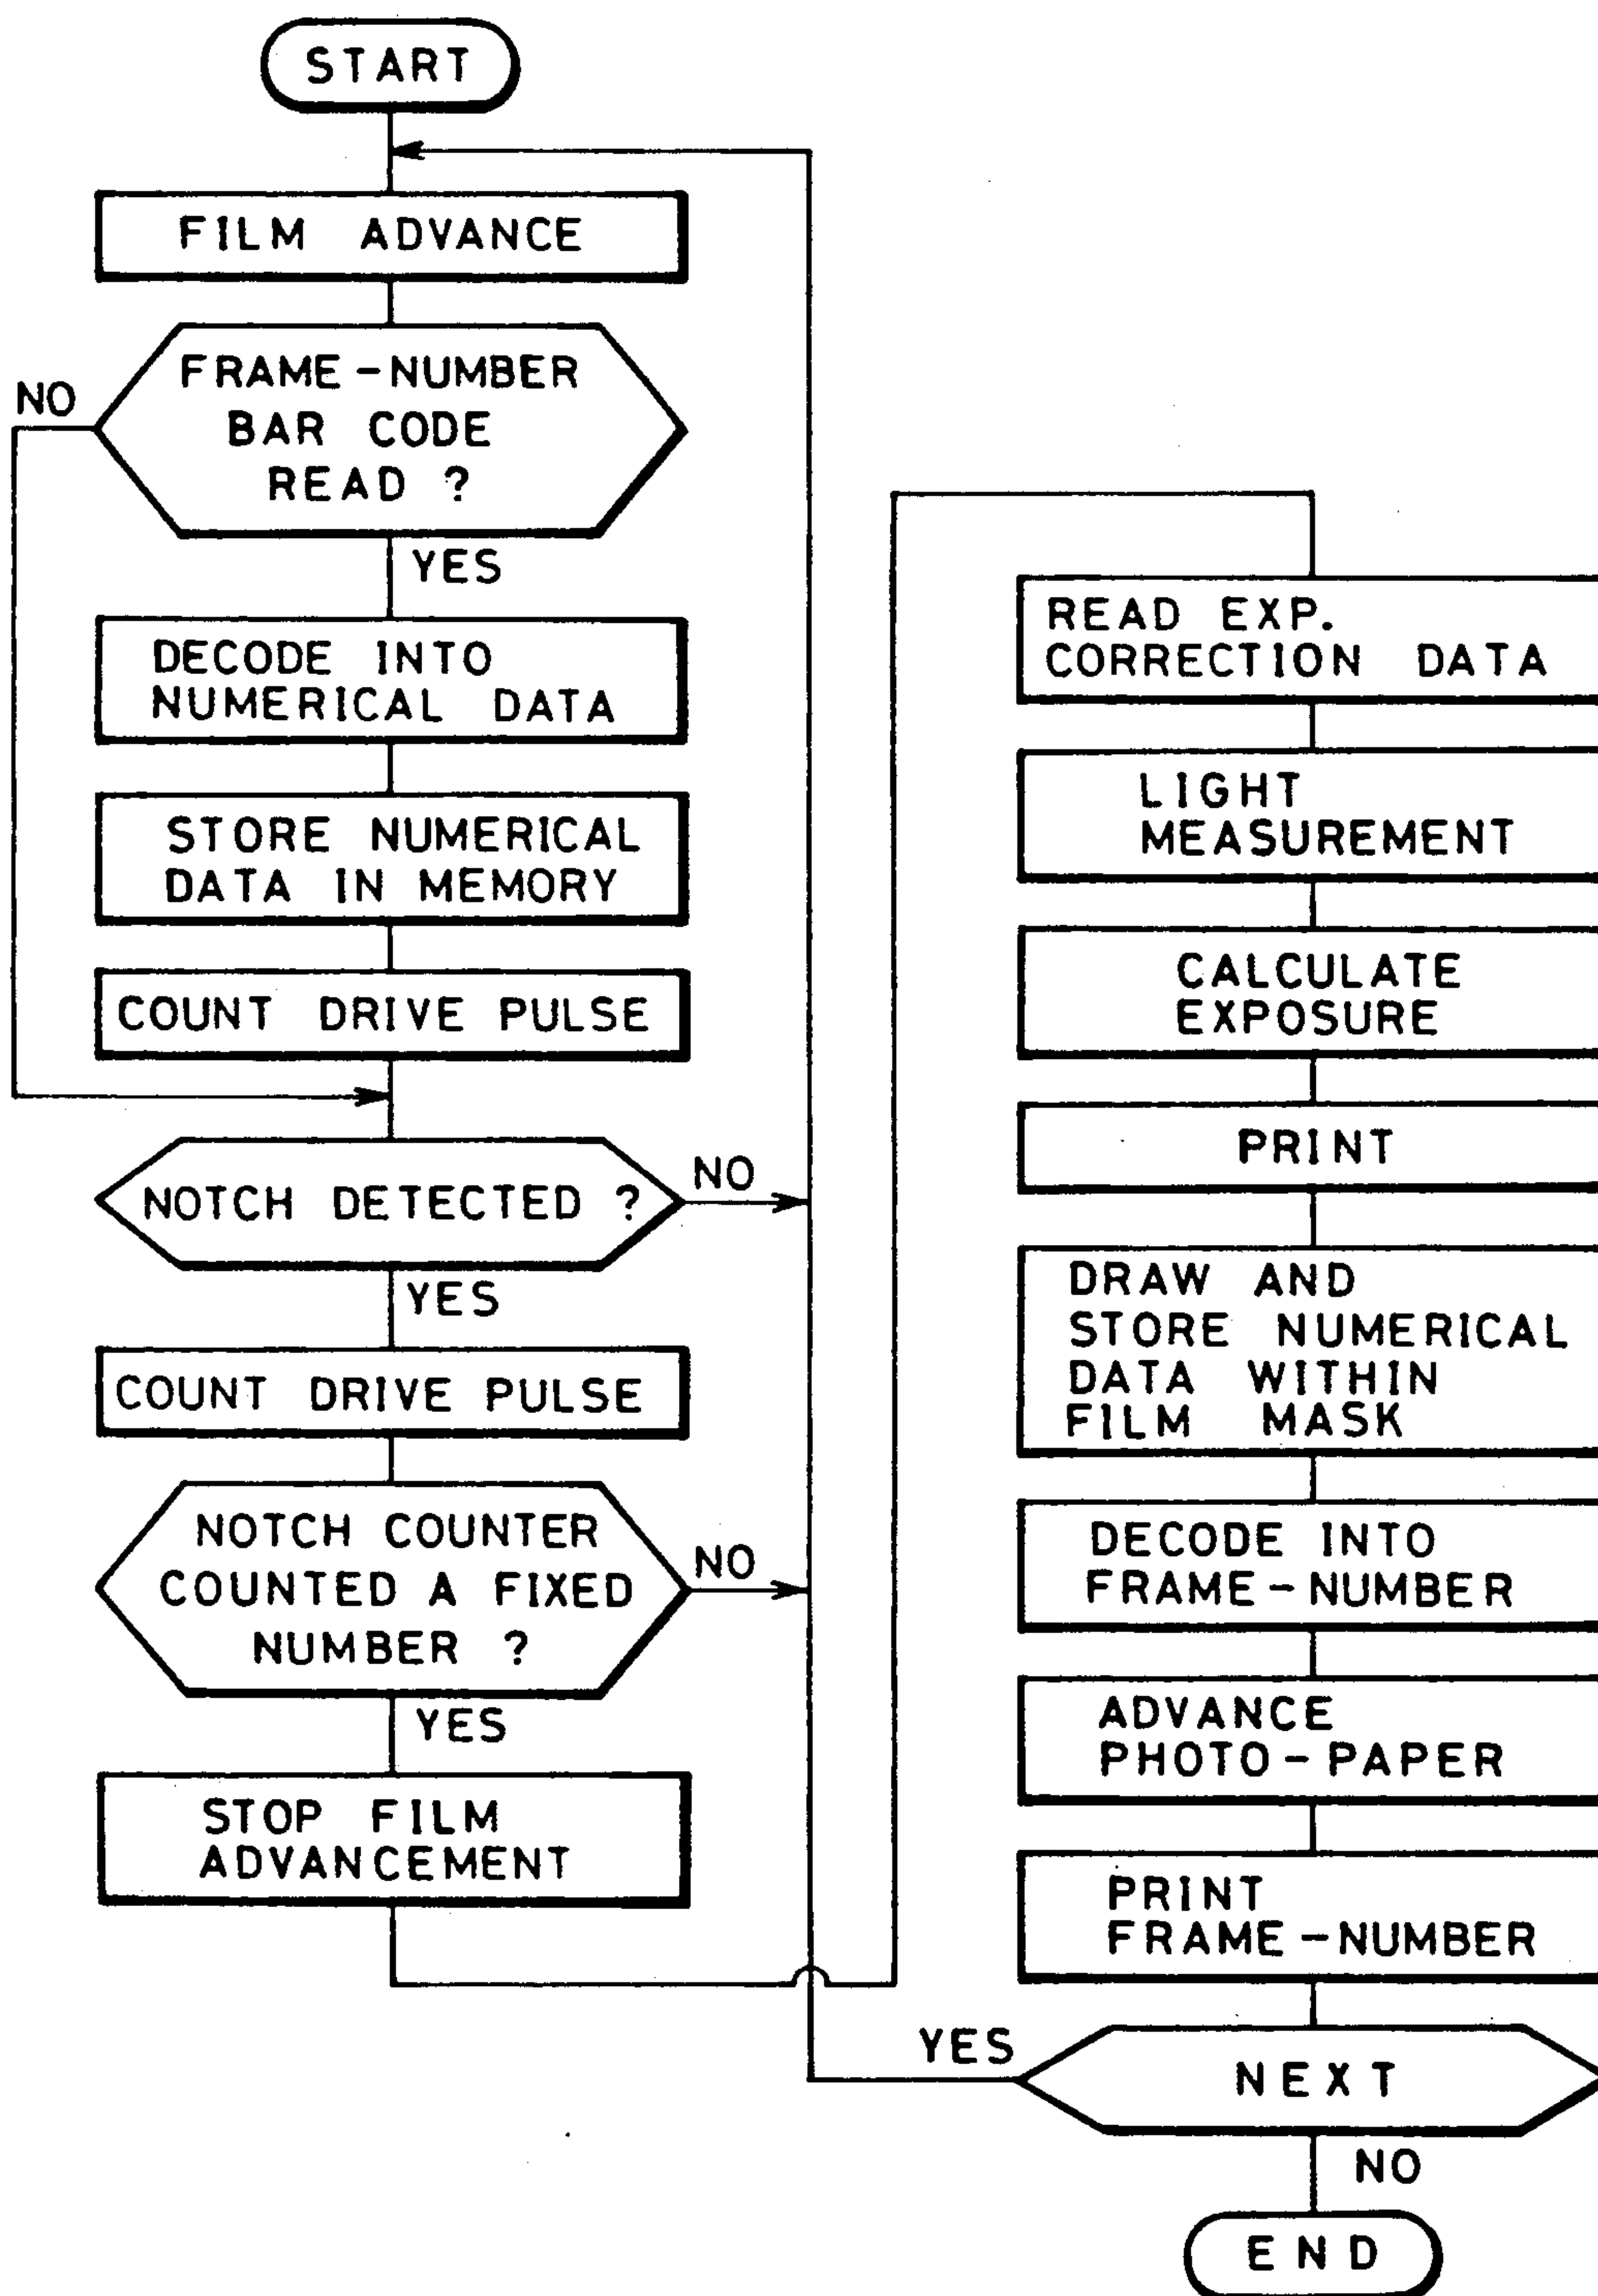 START
FILM ADVANCE
FRAME-NUMBER
BAR CODE
READ ?
NO
YES
DECODE INTO
NUMERICAL DATA
STORE NUMERICAL
DATA IN MEMORY
COUNT DRIVE PULSE
NOTCH DETECTED ?
NO
YES
COUNT DRIVE PULSE
NOTCH COUNTER
COUNTED A FIXED
NUMBER ?
NO
YES
STOP FILM
ADVANCEMENT
READ EXP.
CORRECTION DATA
LIGHT
MEASUREMENT
CALCULATE
EXPOSURE
PRINT
DRAW AND
STORE NUMERICAL
DATA WITHIN
FILM MASK
DECODE INTO
FRAME-NUMBER
ADVANCE
PHOTO-PAPER
PRINT
FRAME-NUMBER
YES
NEXT
NO
END